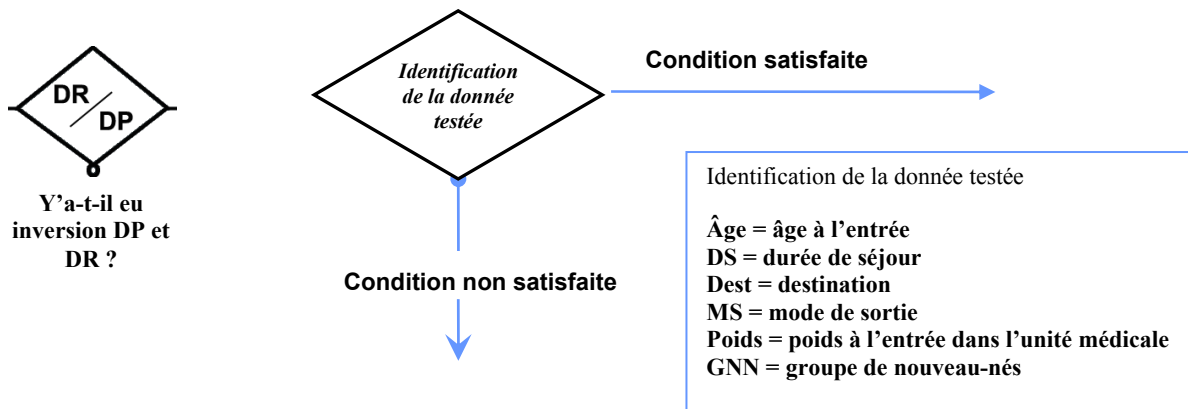 DR
DP
Y’a-t-il eu
inversion DP et
DR ?
Identification
de la donnée
testée
Condition satisfaite
Condition non satisfaite
Identification de la donnée testée
Âge = âge à l’entrée
DS = durée de séjour
Dest = destination
MS = mode de sortie
Poids = poids à l’entrée dans l’unité médicale
GNN = groupe de nouveau-nés